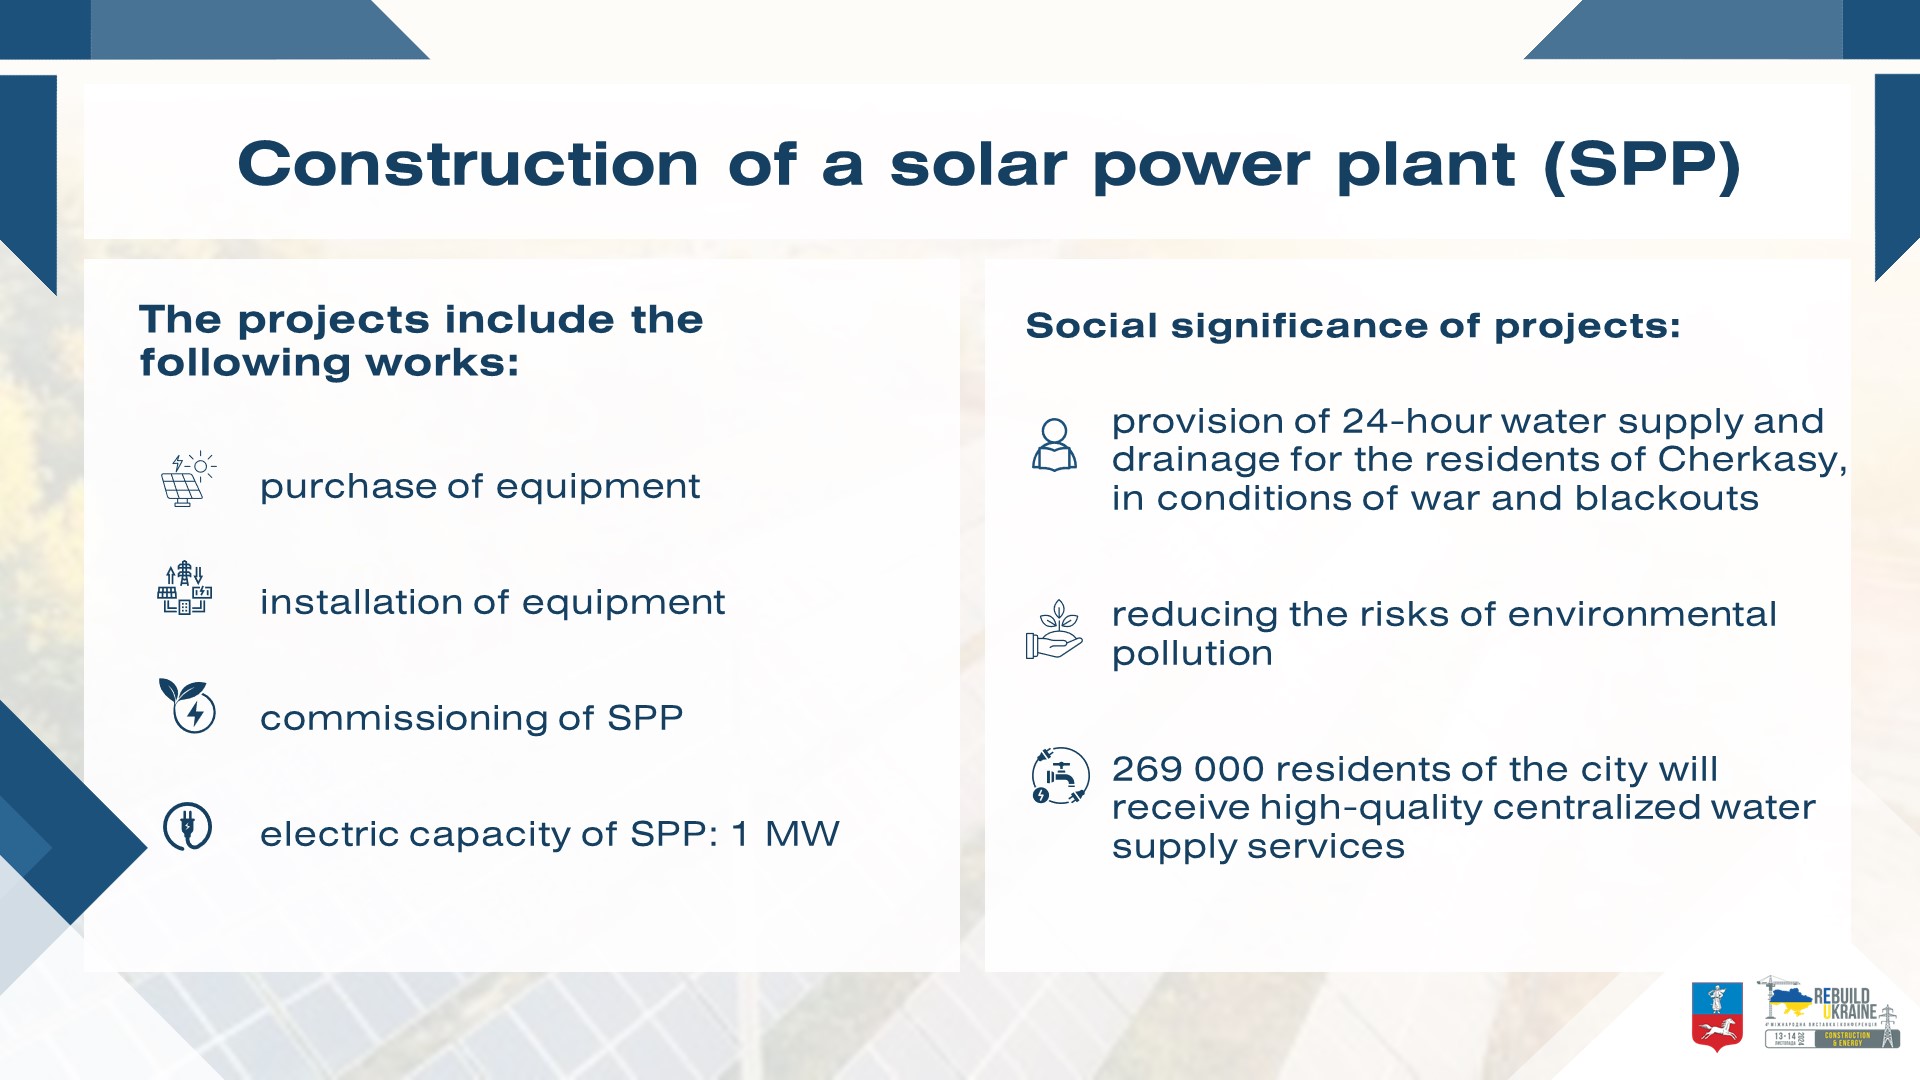 Construction of a solar power plant (SPP)
The projects include the
following works:
purchase of equipment
installation of equipment
commissioning of SPP
electric capacity of SPP: 1 MW
Social significance of projects:
provision of 24-hour water supply and
drainage for the residents of Cherkasy,
in conditions of war and blackouts
reducing the risks of environmental
pollution
269 000 residents of the city will
receive high-quality centralized water
supply services
REBUILD
UKRAINE
13-14
ЛИСТОПАДА
2024
CONSTRUCTION
& ENERGY